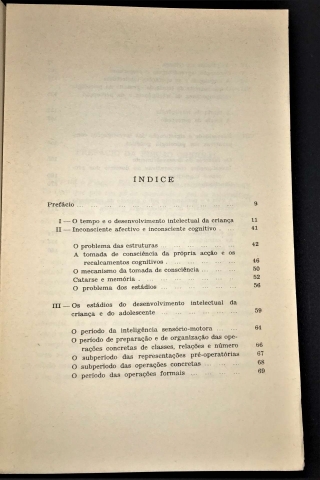 ÍNDICE
Prefácio ... 9
I — O tempo e o desenvolvimento intelectual da criança 11
II — Inconsciente afectivo e inconsciente cognitivo . 41
O problema das estruturas ... 42
A tomada de consciência da própria acção e os
recalcamentos cognitivos ... 46
O mecanismo da tomada de consciência ... 50
Catarse e memória ... 52
O problema dos estádios ... 56
III — Os estádios do desenvolvimento intelectual da
criança e do adolescente ... 59
O período da inteligência sensório-motora 64
O período de preparação e de organização das ope-
rações concretas de classes, relações e número 66
O subperíodo das representações pré-operatórias 67
O subperíodo das operações concretas ... 68
O período das operações formais ... 69